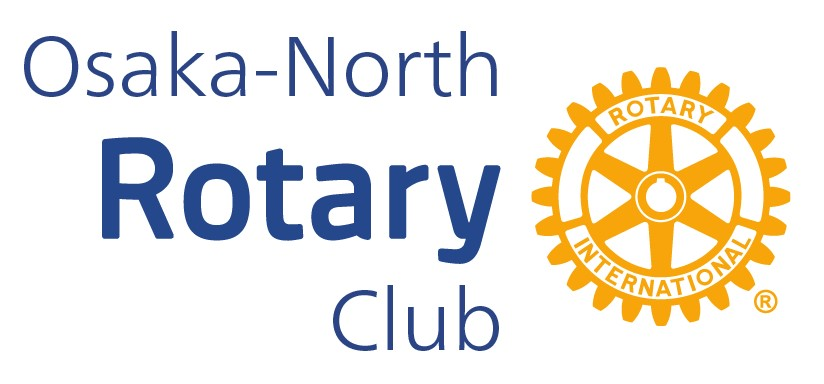 Osaka-North
Rotary
Club
ROTARY
INTERNATIONAL
®